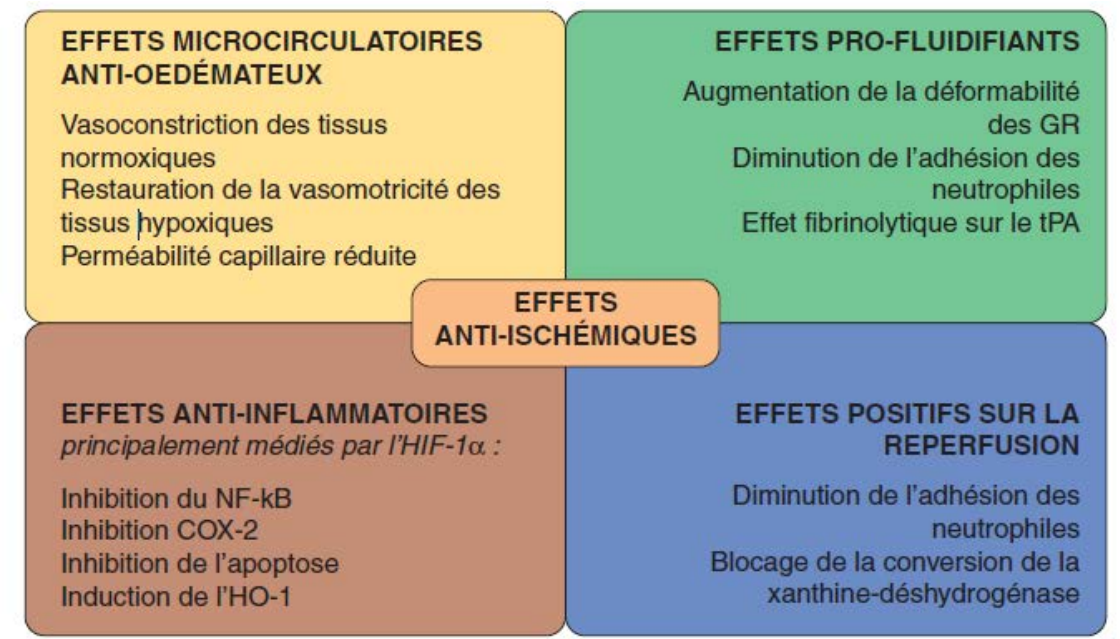 EFFETS MICROCIRCULATOIRES
ANTI-OEDÉMATEUX
Vasoconstriction des tissus
normoxiques
Restauration de la vasomotricité des
tissus hypoxiques
Perméabilité capillaire réduite
EFFETS PRO-FLUIDIFIANTS
Augmentation de la déformabilité
des GR
Diminution de l’adhésion des
neutrophiles
Effet fibrinolytique sur le tPA
EFFETS
ANTI-ISCHÉMIQUES
EFFETS ANTI-INFLAMMATOIRES
principalement médiés par l’HIF-1α :
Inhibition du NF-kB
Inhibition COX-2
Inhibition de l’apoptose
Induction de l’HO-1
EFFETS POSITIFS SUR LA
REPERFUSION
Diminution de l’adhésion des
neutrophiles
Blocage de la conversion de la
xanthine-déshydrogénase